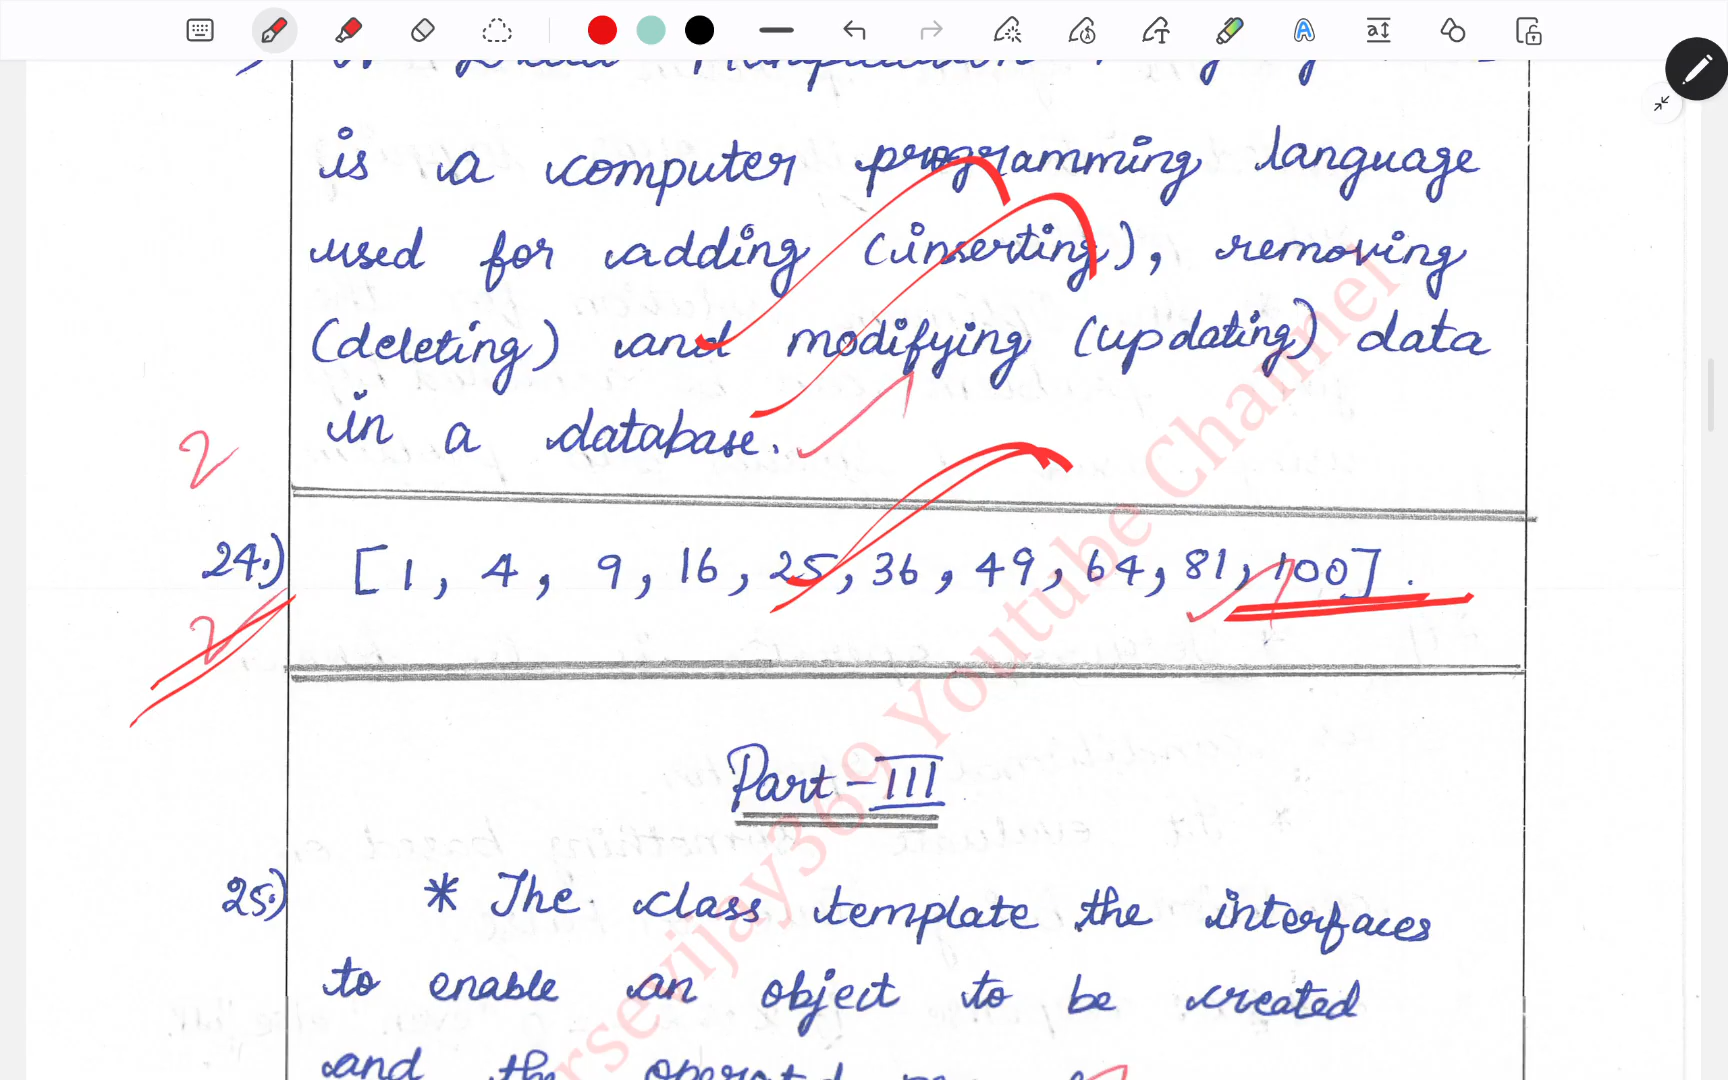 is a computer programming language
used for adding (inserting), removing
(deleting) and modifying (updating) data
in a database.
2
24.) [1, 4, 9, 16, 25, 36, 49, 64, 81, 100].
2
Part-III
25.) * The class template the interfaces
to enable an object to be created
and the
Youtube Channel